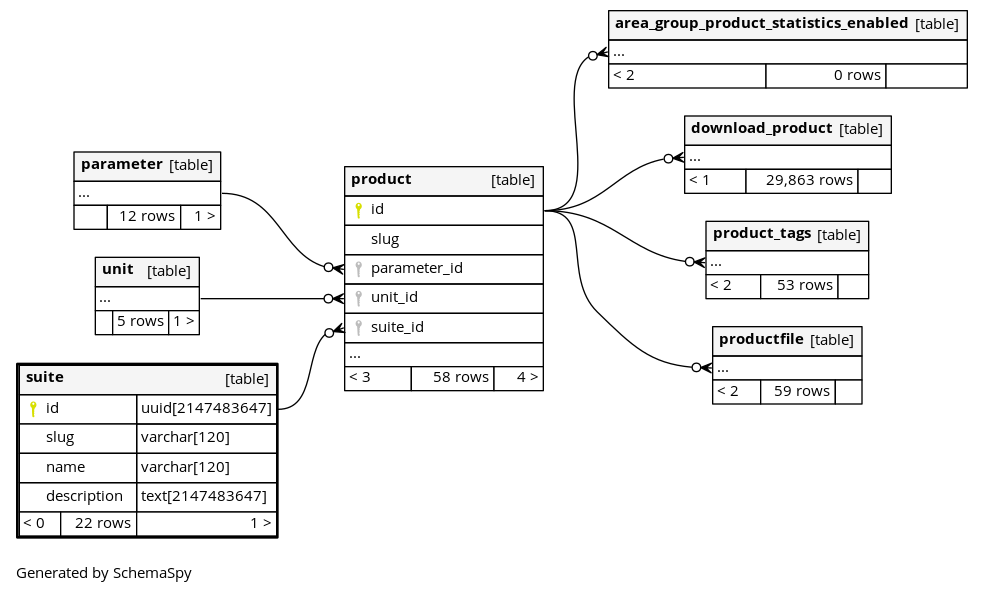 area_group_product_statistics_enabled [table]
...
< 2 0 rows
download_product [table]
...
< 1 29,863 rows
parameter [table]
...
12 rows 1 >
product [table]
id
slug
parameter_id
unit_id
suite_id
...
< 3 58 rows 4 >
product_tags [table]
...
< 2 53 rows
unit [table]
...
5 rows 1 >
productfile [table]
...
< 2 59 rows
suite [table]
id uuid[2147483647]
slug varchar[120]
name varchar[120]
description text[2147483647]
< 0 22 rows 1 >
Generated by SchemaSpy